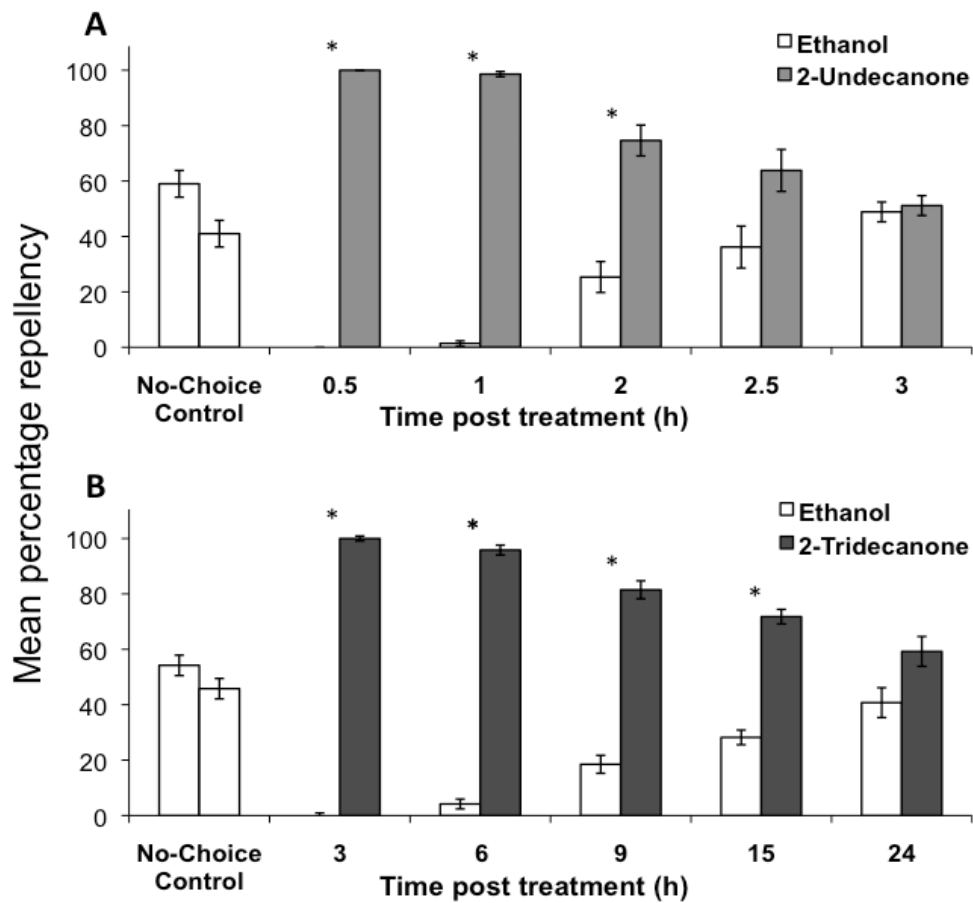 Mean percentage repellency
A
Ethanol
2-Undecanone
*
*
*
100
80
60
40
20
0
No-Choice Control 0.5 1 2 2.5 3
Time post treatment (h)
B
Ethanol
2-Tridecanone
*
*
*
*
100
80
60
40
20
0
No-Choice Control 3 6 9 15 24
Time post treatment (h)